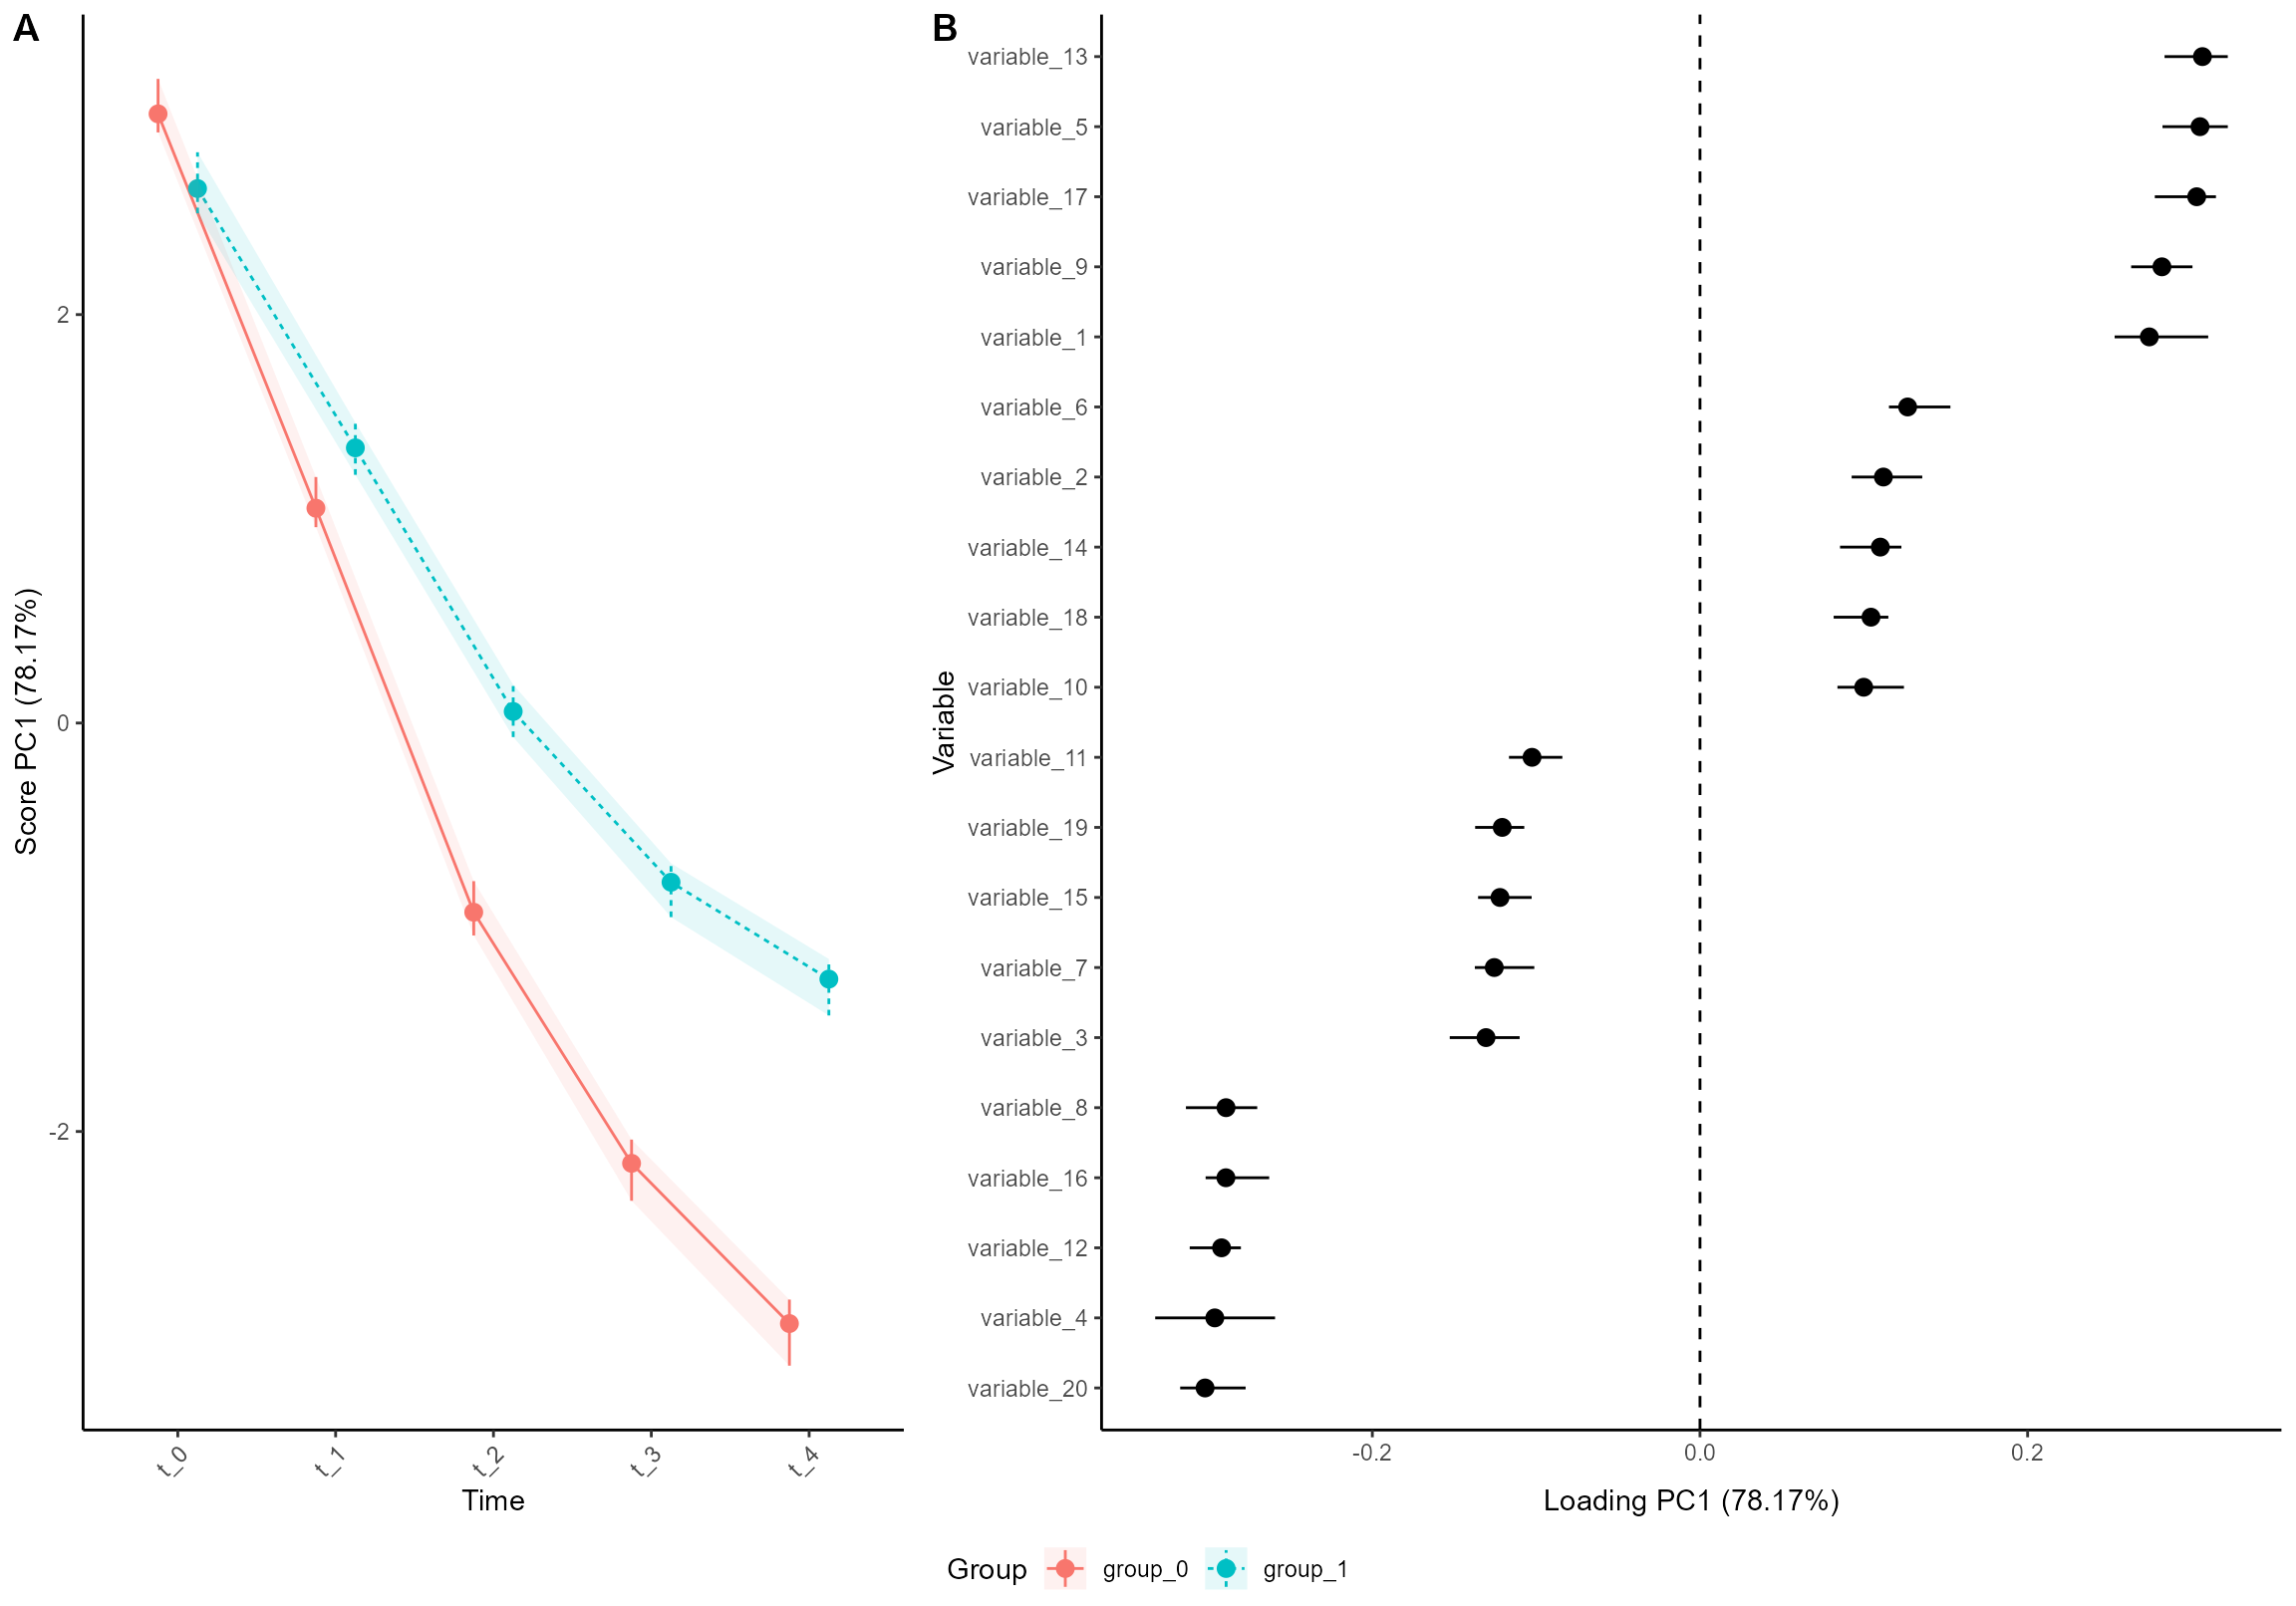 A
Score PC1 (78.17%)
2
0
-2
t_0
t_1
t_2
t_3
t_4
Time
B
Variable
variable_13
variable_5
variable_17
variable_9
variable_1
variable_6
variable_2
variable_14
variable_18
variable_10
variable_11
variable_19
variable_15
variable_7
variable_3
variable_8
variable_16
variable_12
variable_4
variable_20
-0.2
0.0
0.2
Loading PC1 (78.17%)
Group
group_0
group_1